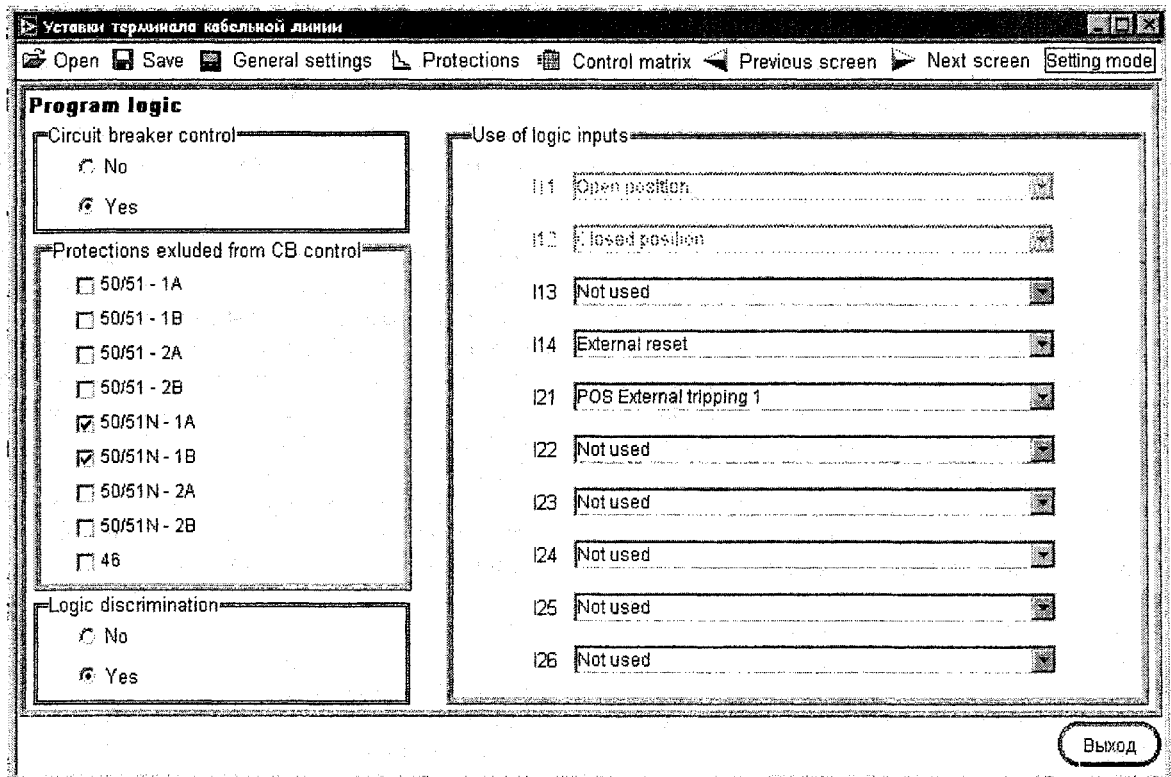 Уставки терминала кабельной линии
Open Save General settings Protections Control matrix Previous screen Next screen Setting mode
Program logic
Circuit breaker control
No
Yes
Protections exluded from CB control
50/51 - 1A
50/51 - 1B
50/51 - 2A
50/51 - 2B
50/51N - 1A
50/51N - 1B
50/51N - 2A
50/51N - 2B
46
Logic discrimination
No
Yes
Use of logic inputs
I11 Open position
I12 Closed position
I13 Not used
I14 External reset
I21 POS External tripping 1
I22 Not used
I23 Not used
I24 Not used
I25 Not used
I26 Not used
Выход